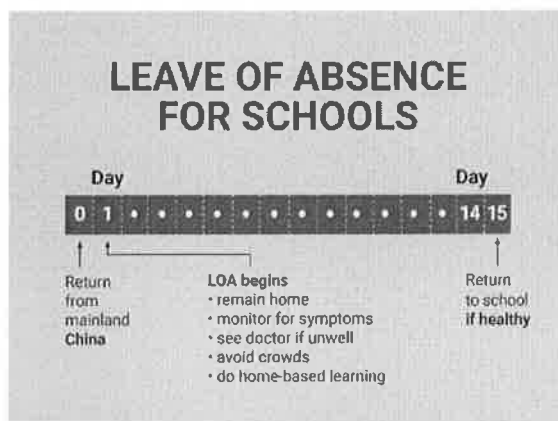 LEAVE OF ABSENCE
FOR SCHOOLS
Day
Day
0 1 • • • • • • • • • • • • 14 15
Return
from
mainland
China
LOA begins
• remain home
• monitor for symptoms
• see doctor if unwell
• avoid crowds
• do home-based learning
Return
to school
if healthy